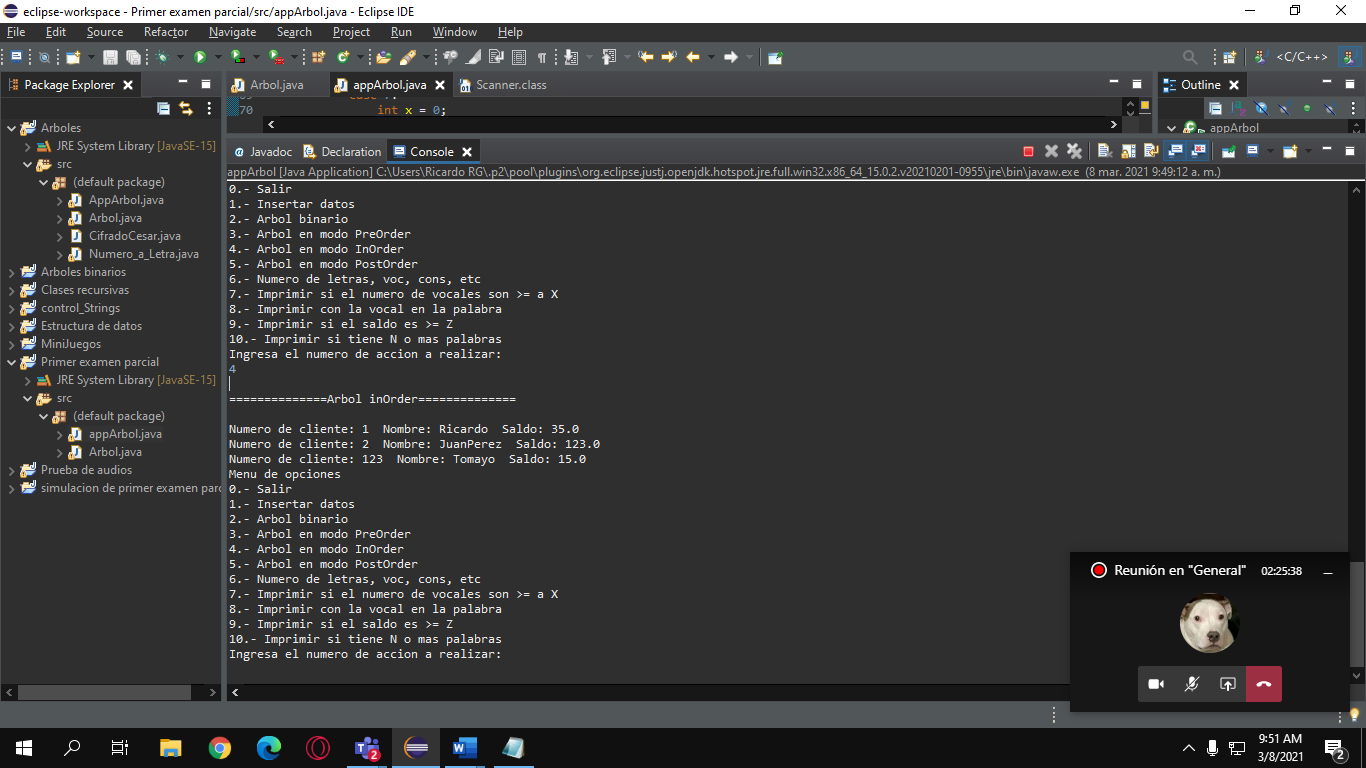 eclipse-workspace - Primer examen parcial/src/appArbol.java - Eclipse IDE
File Edit Source Refactor Navigate Search Project Run Window Help
<C/C++>
Package Explorer
Arboles
JRE System Library [JavaSE-15]
src
(default package)
AppArbol.java
Arbol.java
CifradoCesar.java
Numero_a_Letra.java
Arboles binarios
Clases recursivas
control_Strings
Estructura de datos
MiniJuegos
Primer examen parcial
JRE System Library [JavaSE-15]
src
(default package)
appArbol.java
Arbol.java
Prueba de audios
simulacion de primer examen parc
Arbol.java appArbol.java Scanner.class
70 int x = 0;
Outline
appArbol
@ Javadoc Declaration Console
appArbol [Java Application] C:\Users\Ricardo RG\.p2\pool\plugins\org.eclipse.justj.openjdk.hotspot.jre.full.win32.x86_64_15.0.2.v20210201-0955\jre\bin\javaw.exe (8 mar. 2021 9:49:12 a. m.)
0.- Salir
1.- Insertar datos
2.- Arbol binario
3.- Arbol en modo PreOrder
4.- Arbol en modo InOrder
5.- Arbol en modo PostOrder
6.- Numero de letras, voc, cons, etc
7.- Imprimir si el numero de vocales son >= a X
8.- Imprimir con la vocal en la palabra
9.- Imprimir si el saldo es >= Z
10.- Imprimir si tiene N o mas palabras
Ingresa el numero de accion a realizar:
4
==============Arbol inOrder==============
Numero de cliente: 1 Nombre: Ricardo Saldo: 35.0
Numero de cliente: 2 Nombre: JuanPerez Saldo: 123.0
Numero de cliente: 123 Nombre: Tomayo Saldo: 15.0
Menu de opciones
0.- Salir
1.- Insertar datos
2.- Arbol binario
3.- Arbol en modo PreOrder
4.- Arbol en modo InOrder
5.- Arbol en modo PostOrder
6.- Numero de letras, voc, cons, etc
7.- Imprimir si el numero de vocales son >= a X
8.- Imprimir con la vocal en la palabra
9.- Imprimir si el saldo es >= Z
10.- Imprimir si tiene N o mas palabras
Ingresa el numero de accion a realizar:
Reunión en "General" 02:25:38
9:51 AM
3/8/2021
2
2